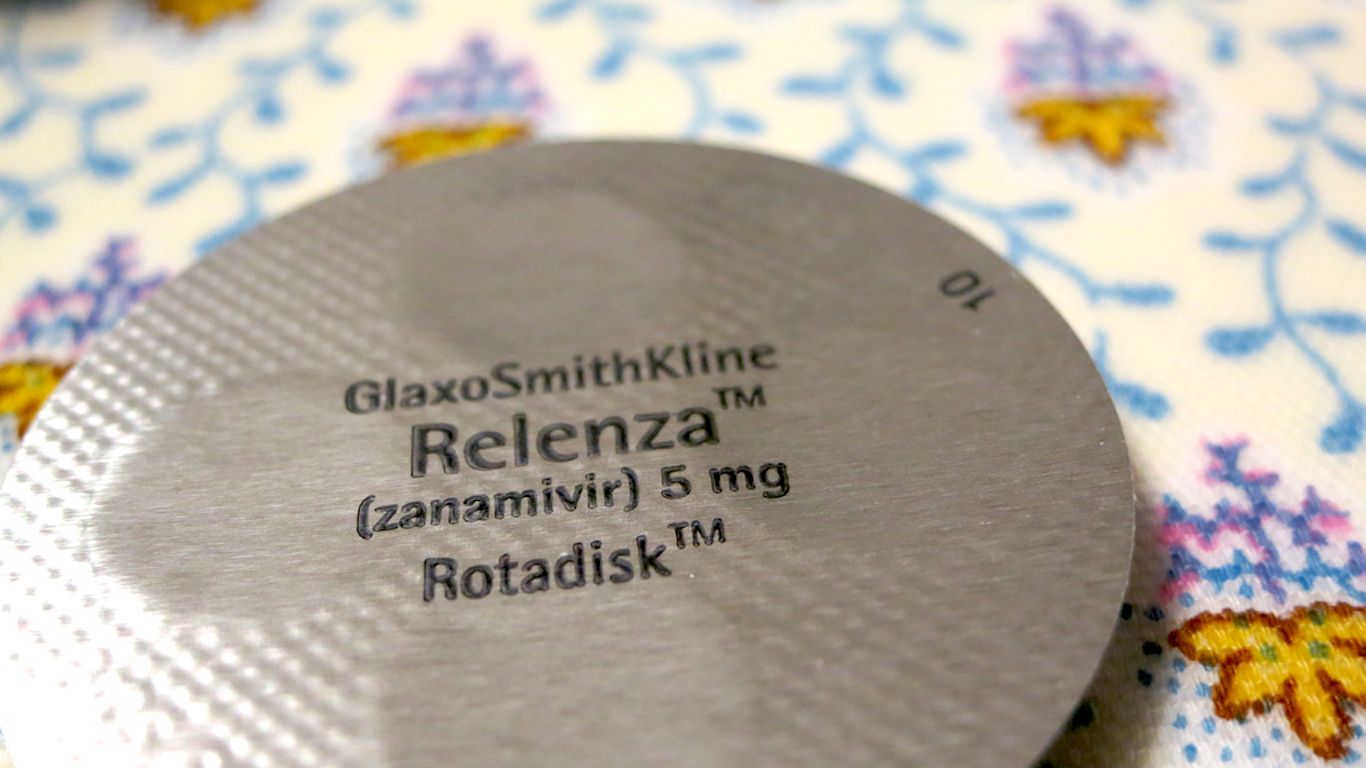 10
GlaxoSmithKline
Relenza™
(zanamivir) 5 mg
Rotadisk™